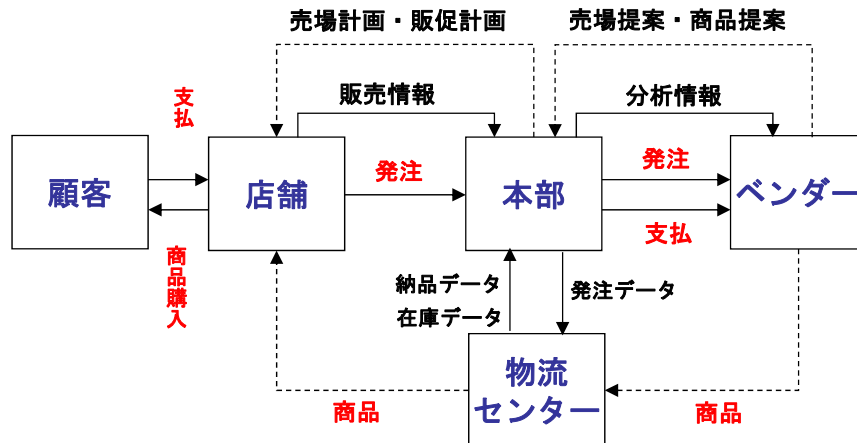 売場計画・販促計画
売場提案・商品提案
支払
販売情報
分析情報
顧客
店舗
発注
本部
発注
ベンダー
支払
商品購入
納品データ
在庫データ
発注データ
物流
センター
商品
商品